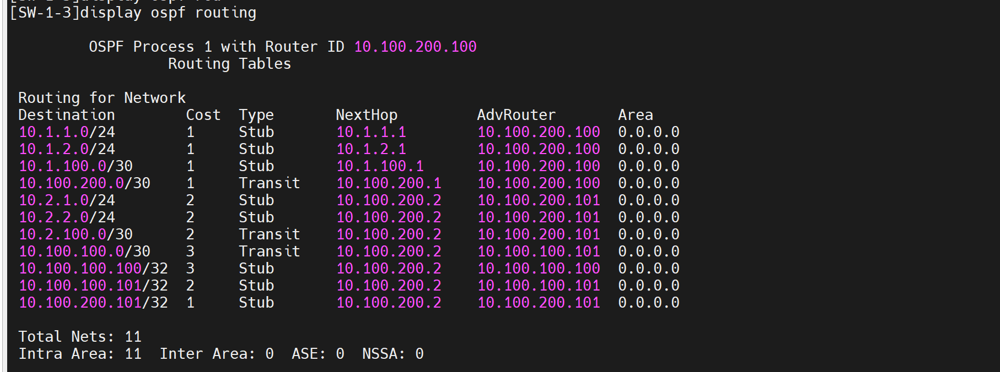 [SW-1-3]display ospf routing
OSPF Process 1 with Router ID 10.100.200.100
Routing Tables
Routing for Network
Destination Cost Type NextHop AdvRouter Area
10.1.1.0/24 1 Stub 10.1.1.1 10.100.200.100 0.0.0.0
10.1.2.0/24 1 Stub 10.1.2.1 10.100.200.100 0.0.0.0
10.1.100.0/30 1 Stub 10.1.100.1 10.100.200.100 0.0.0.0
10.100.200.0/30 1 Transit 10.100.200.1 10.100.200.100 0.0.0.0
10.2.1.0/24 2 Stub 10.100.200.2 10.100.200.101 0.0.0.0
10.2.2.0/24 2 Stub 10.100.200.2 10.100.200.101 0.0.0.0
10.2.100.0/30 2 Transit 10.100.200.2 10.100.200.101 0.0.0.0
10.100.100.0/30 3 Transit 10.100.200.2 10.100.100.101 0.0.0.0
10.100.100.100/32 3 Stub 10.100.200.2 10.100.100.100 0.0.0.0
10.100.100.101/32 2 Stub 10.100.200.2 10.100.100.101 0.0.0.0
10.100.200.101/32 1 Stub 10.100.200.2 10.100.200.101 0.0.0.0
Total Nets: 11
Intra Area: 11 Inter Area: 0 ASE: 0 NSSA: 0